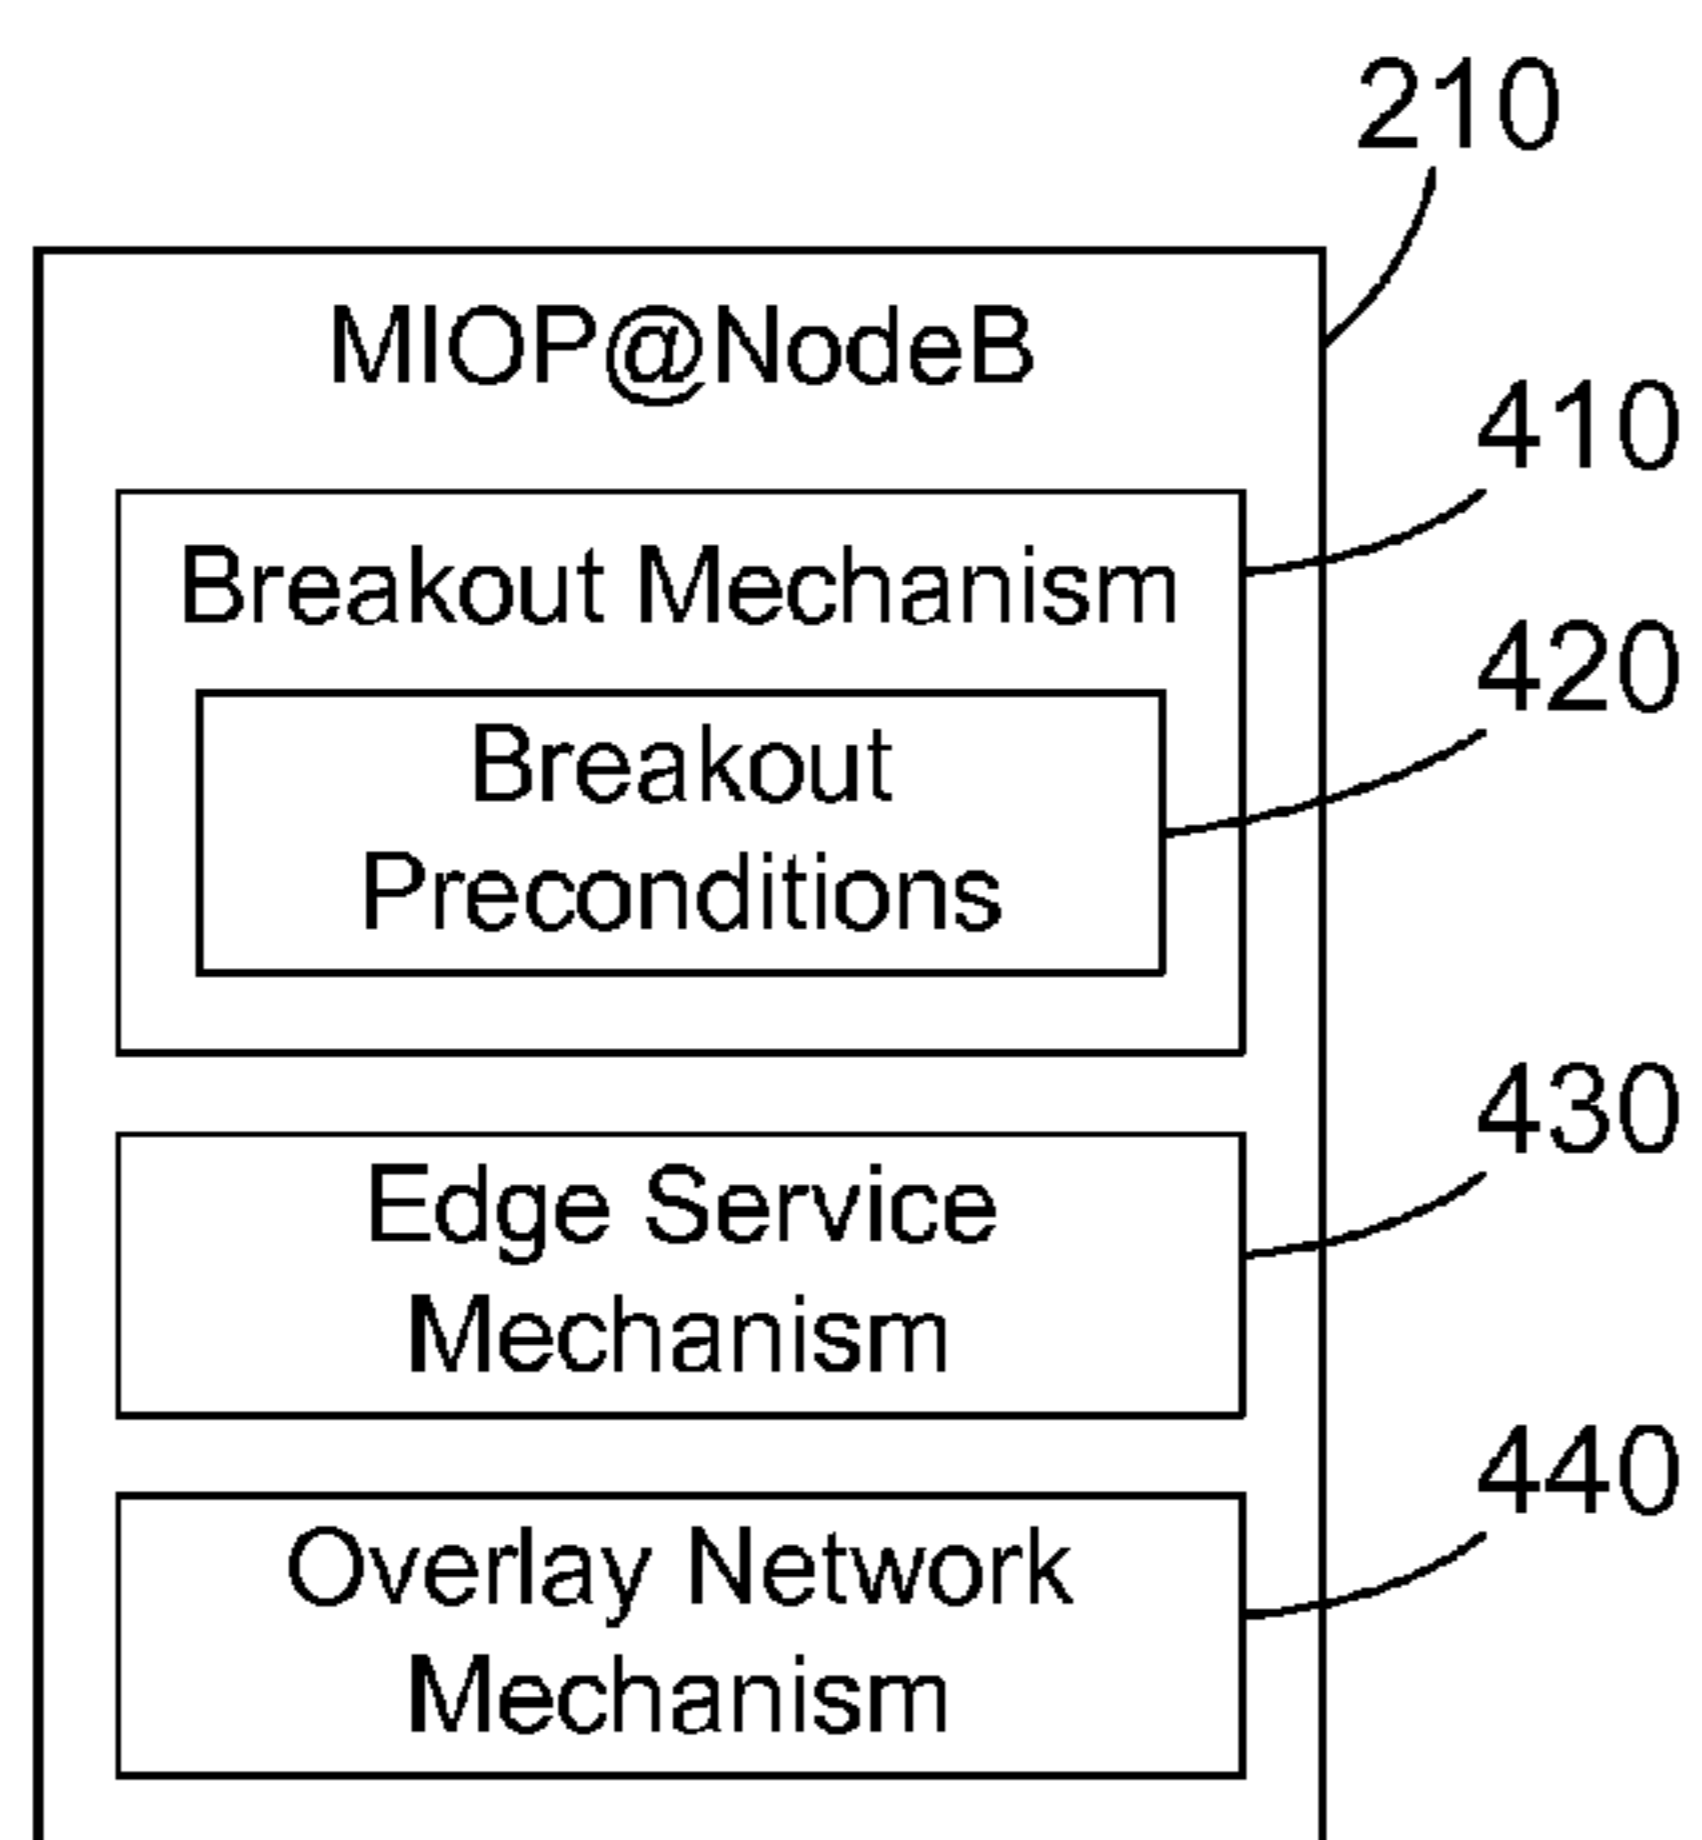 210
MIOP@NodeB
410
Breakout Mechanism
420
Breakout
Preconditions
430
Edge Service
Mechanism
440
Overlay Network
Mechanism